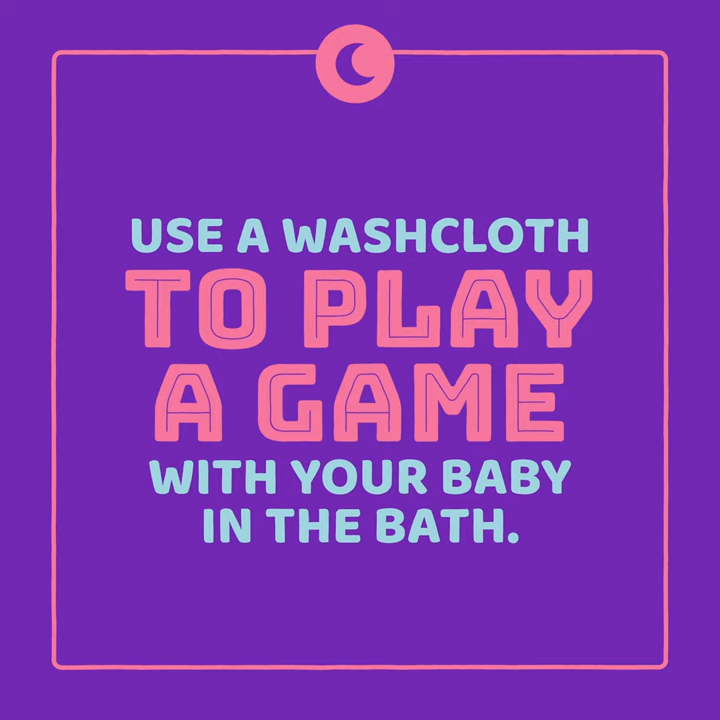 USE A WASHCLOTH
TO PLAY
A GAME
WITH YOUR BABY
IN THE BATH.